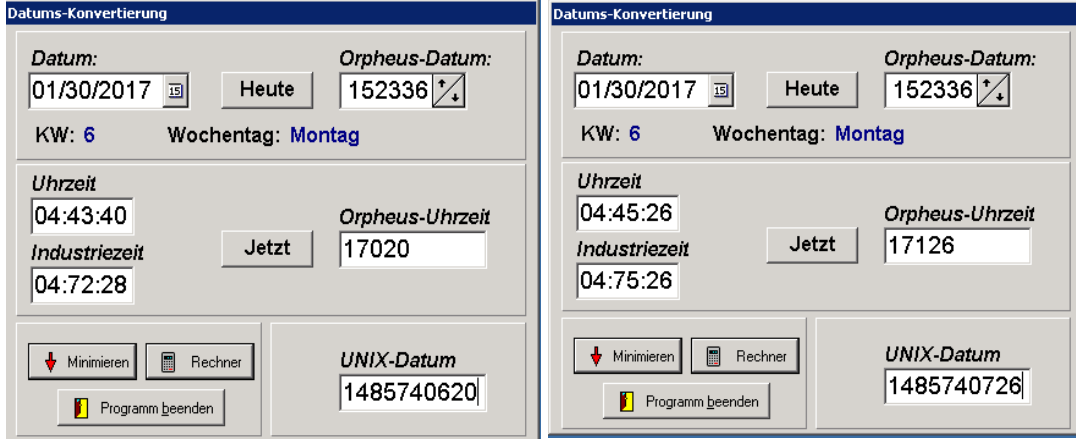 Datums-Konvertierung
Datum:
Orpheus-Datum:
01/30/2017
15
Heute
152336
KW: 6
Wochentag: Montag
Uhrzeit
04:43:40
Orpheus-Uhrzeit
Industriezeit
Jetzt
17020
04:72:28
Minimieren
Rechner
UNIX-Datum
1485740620
Programm beenden
Datums-Konvertierung
Datum:
Orpheus-Datum:
01/30/2017
15
Heute
152336
KW: 6
Wochentag: Montag
Uhrzeit
04:45:26
Orpheus-Uhrzeit
Industriezeit
Jetzt
17126
04:75:26
Minimieren
Rechner
UNIX-Datum
1485740726
Programm beenden